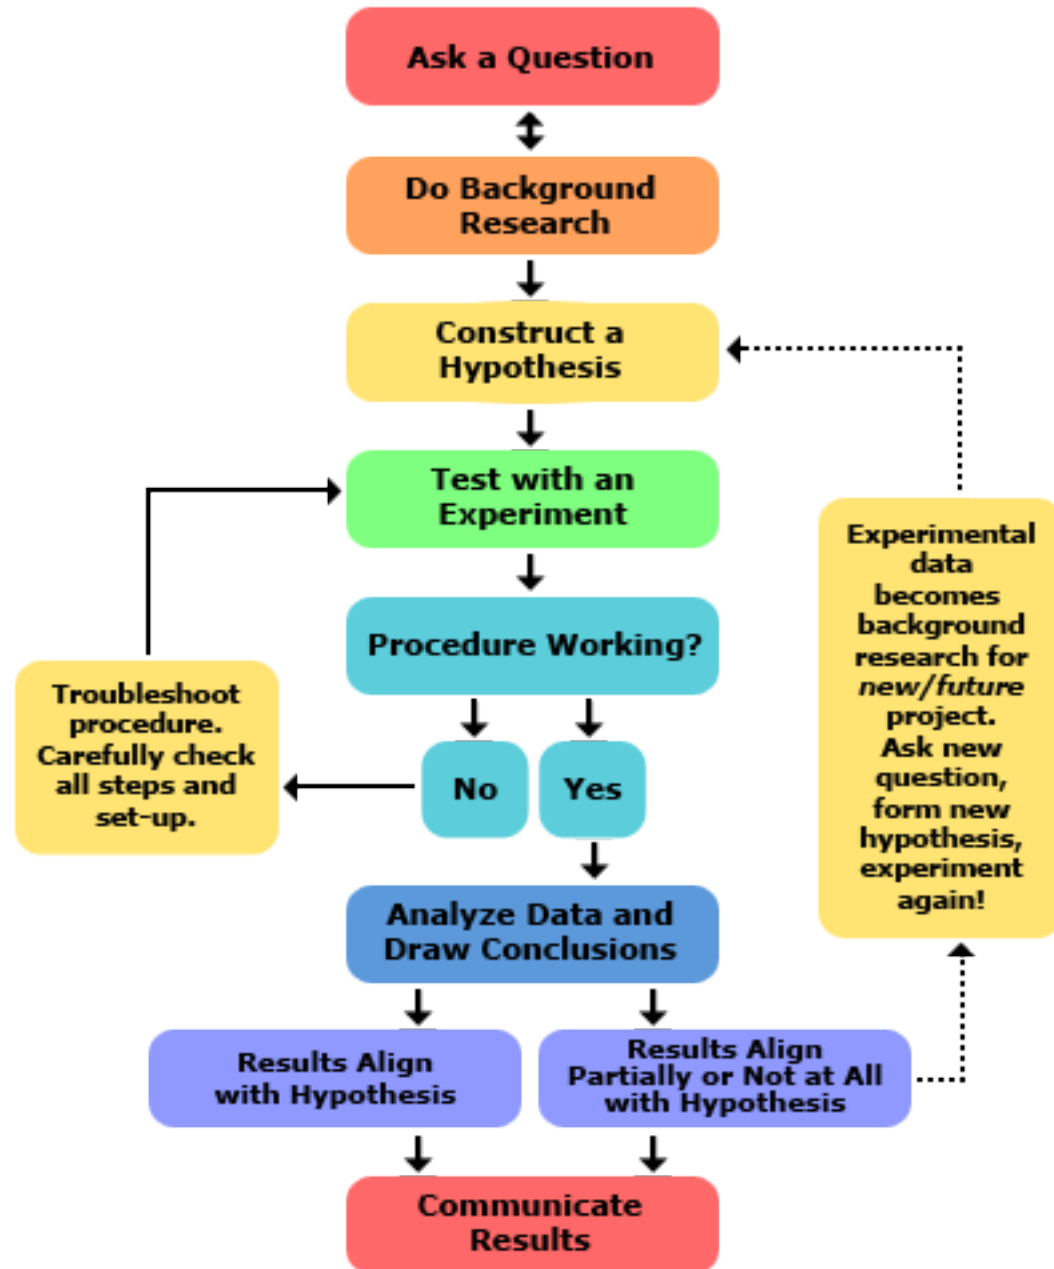 Ask a Question
Do Background
Research
Construct a
Hypothesis
Test with an
Experiment
Procedure Working?
No
Yes
Troubleshoot
procedure.
Carefully check
all steps and
set-up.
Experimental
data
becomes
background
research for
new/future
project.
Ask new
question,
form new
hypothesis,
experiment
again!
Analyze Data and
Draw Conclusions
Results Align
with Hypothesis
Results Align
Partially or Not at All
with Hypothesis
Communicate
Results